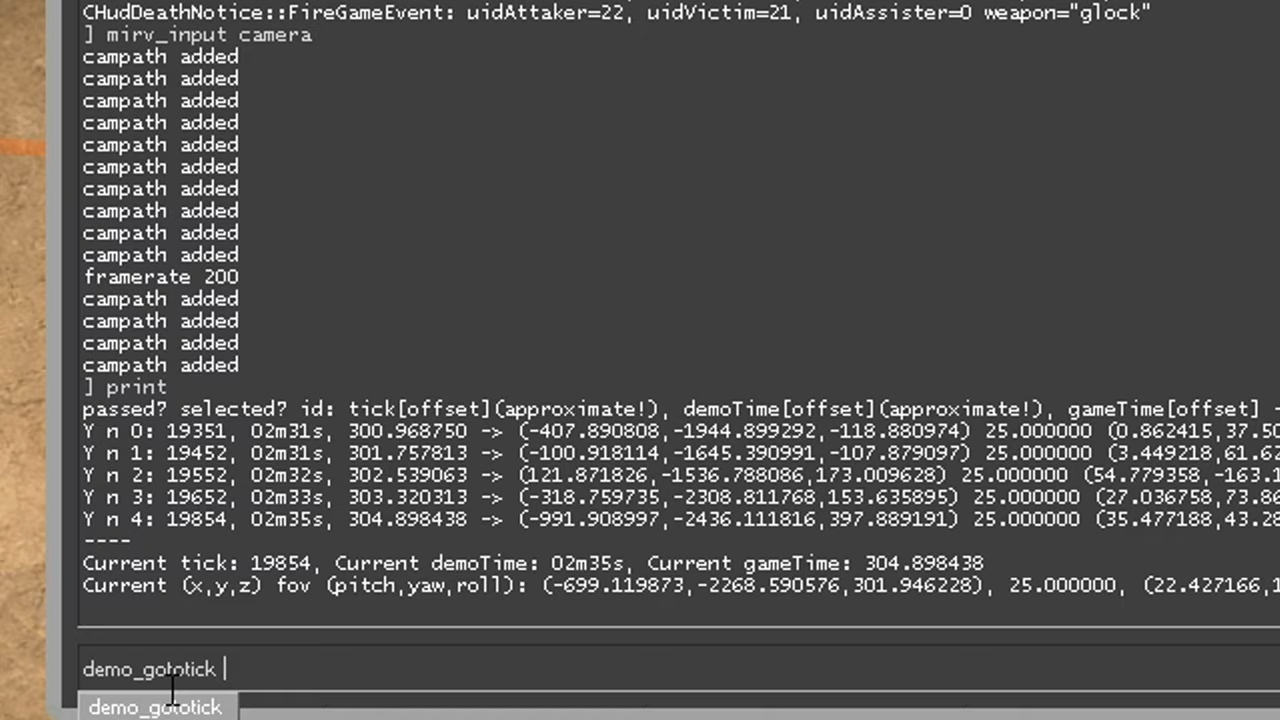 CHudDeathNotice::FireGameEvent: uidAttaker=22, uidVictim=21, uidAssister=0 weapon="glock"
] mirv_input camera
campath added
campath added
campath added
campath added
campath added
campath added
campath added
campath added
campath added
campath added
framerate 200
campath added
campath added
campath added
campath added
] print
passed? selected? id: tick[offset](approximate!), demoTime[offset](approximate!), gameTime[offset] -
Y n 0: 19351, 02m31s, 300.968750 -> (-407.890808,-1944.899292,-118.880974) 25.000000 (0.862415,37.50
Y n 1: 19452, 02m31s, 301.757813 -> (-100.918114,-1645.390991,-107.879097) 25.000000 (3.449218,61.62
Y n 2: 19552, 02m32s, 302.539063 -> (121.871826,-1536.788086,173.009628) 25.000000 (54.779358,-163.1
Y n 3: 19652, 02m33s, 303.320313 -> (-318.759735,-2308.811768,153.635895) 25.000000 (27.036758,73.86
Y n 4: 19854, 02m35s, 304.898438 -> (-991.908997,-2436.111816,397.889191) 25.000000 (35.477188,43.28
----
Current tick: 19854, Current demoTime: 02m35s, Current gameTime: 304.898438
Current (x,y,z) fov (pitch,yaw,roll): (-699.119873,-2268.590576,301.946228), 25.000000, (22.427166,1
demo_gototick
demo_gototick